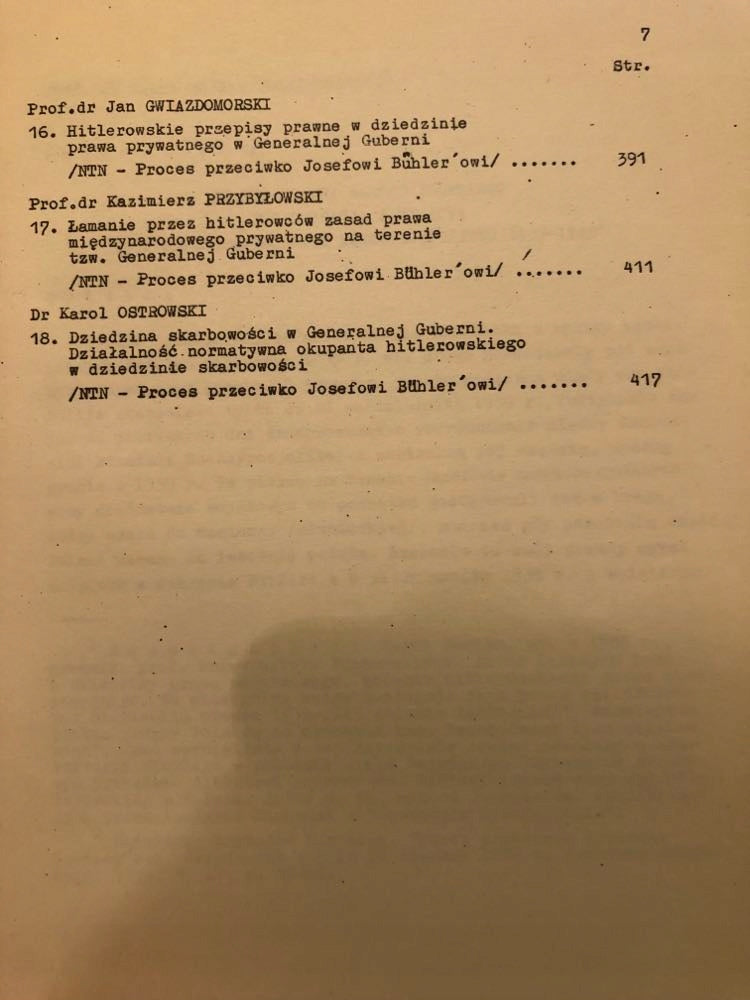 7
Str.
Prof.dr Jan GWIAZDOMORSKI
16. Hitlerowskie przepisy prawne w dziedzinie
prawa prywatnego w Generalnej Guberni
/NTN - Proces przeciwko Josefowi Bühler´owi/ ....... 391
Prof.dr Kazimierz PRZYBYŁOWSKI
17. Łamanie przez hitlerowców zasad prawa
międzynarodowego prywatnego na terenie
tzw. Generalnej Guberni
/NTN - Proces przeciwko Josefowi Bühler´owi/ ....... 411
Dr Karol OSTROWSKI
18. Dziedzina skarbowości w Generalnej Guberni.
Działalność normatywna okupanta hitlerowskiego
w dziedzinie skarbowości
/NTN - Proces przeciwko Josefowi Bühler´owi/ ....... 417